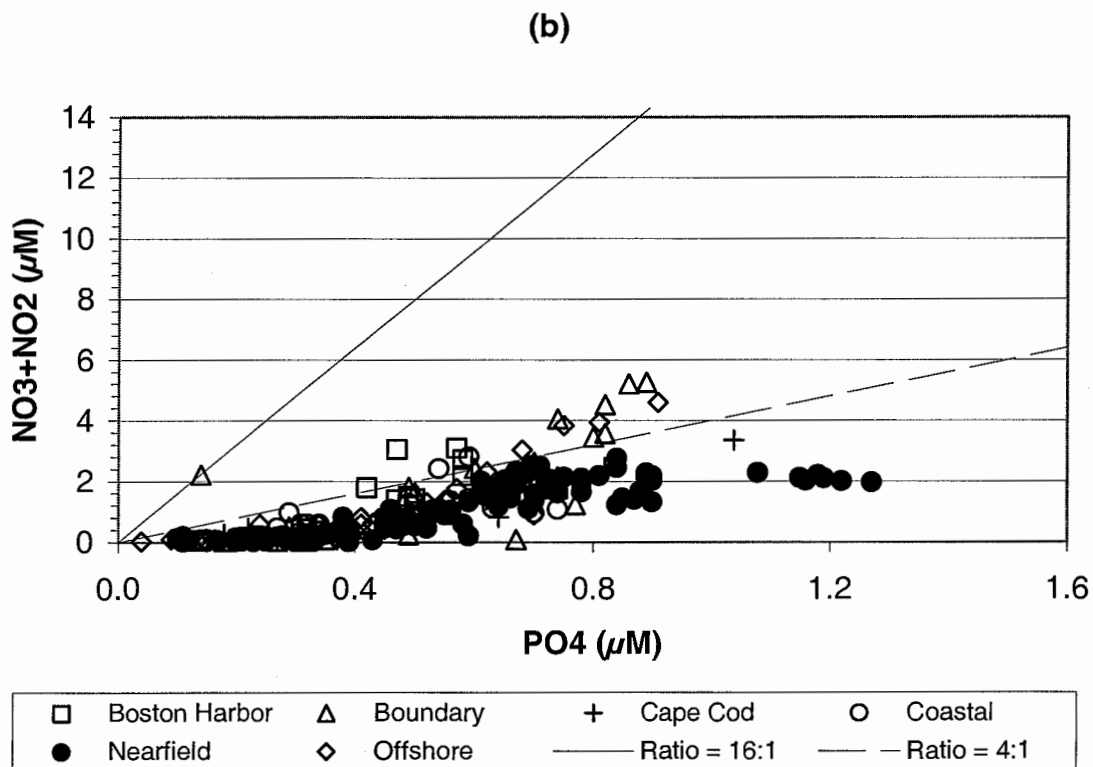 (b)
14
12
10
8
6
4
2
0
NO3+NO2 (µM)
0.0 0.4 0.8 1.2 1.6
PO4 (µM)
Boston Harbor Boundary Cape Cod Coastal
Nearfield Offshore Ratio = 16:1 Ratio = 4:1